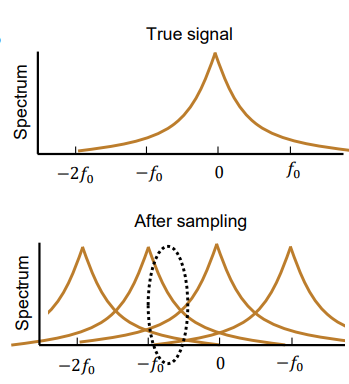 True signal
Spectrum
−2f₀ −f₀ 0 f₀
After sampling
Spectrum
−2f₀ −f₀ 0 −f₀